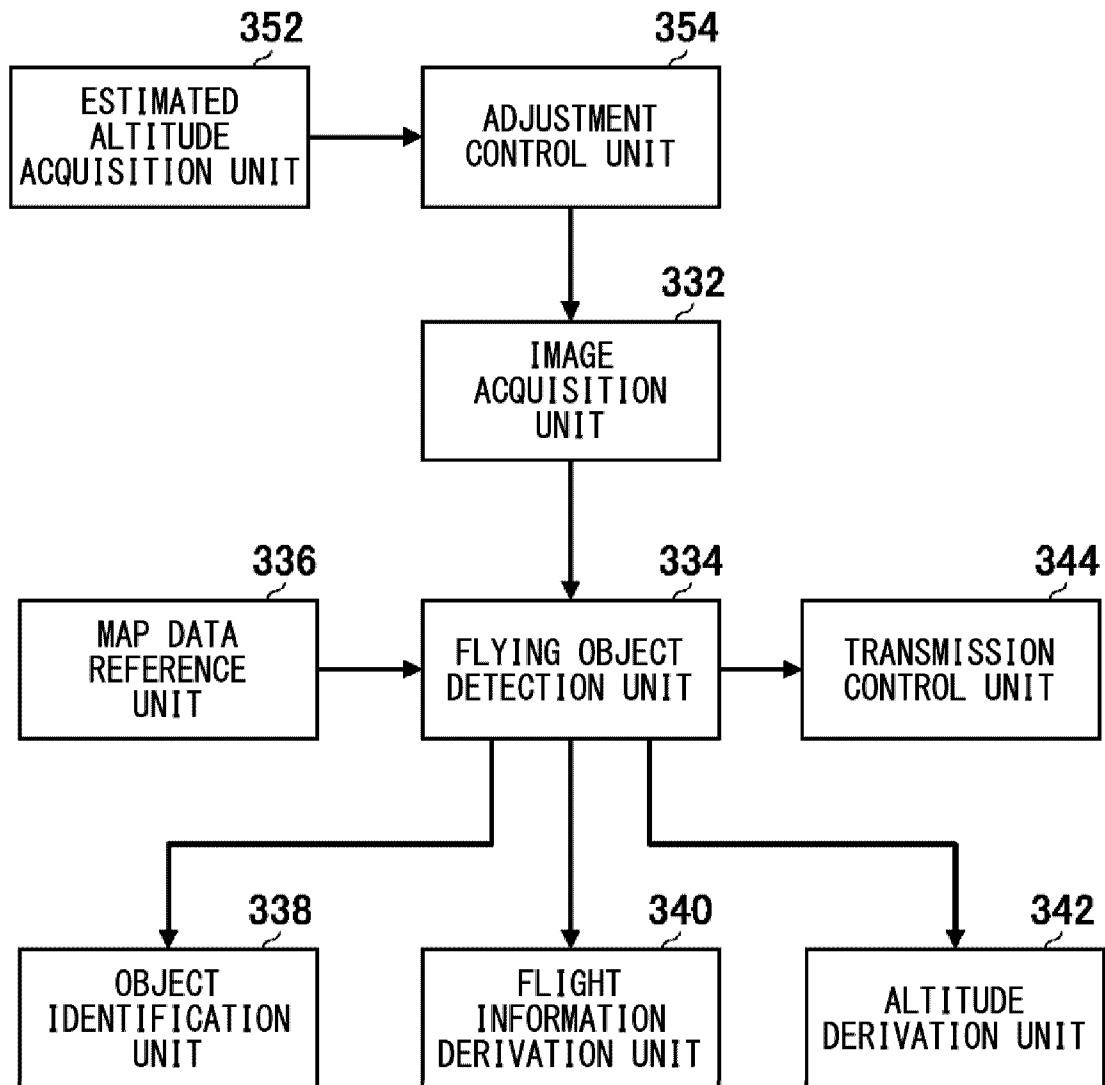 352
354
ESTIMATED
ALTITUDE
ACQUISITION UNIT
ADJUSTMENT
CONTROL UNIT
332
IMAGE
ACQUISITION
UNIT
336
334
344
MAP DATA
REFERENCE
UNIT
FLYING OBJECT
DETECTION UNIT
TRANSMISSION
CONTROL UNIT
338
340
342
OBJECT
IDENTIFICATION
UNIT
FLIGHT
INFORMATION
DERIVATION UNIT
ALTITUDE
DERIVATION UNIT